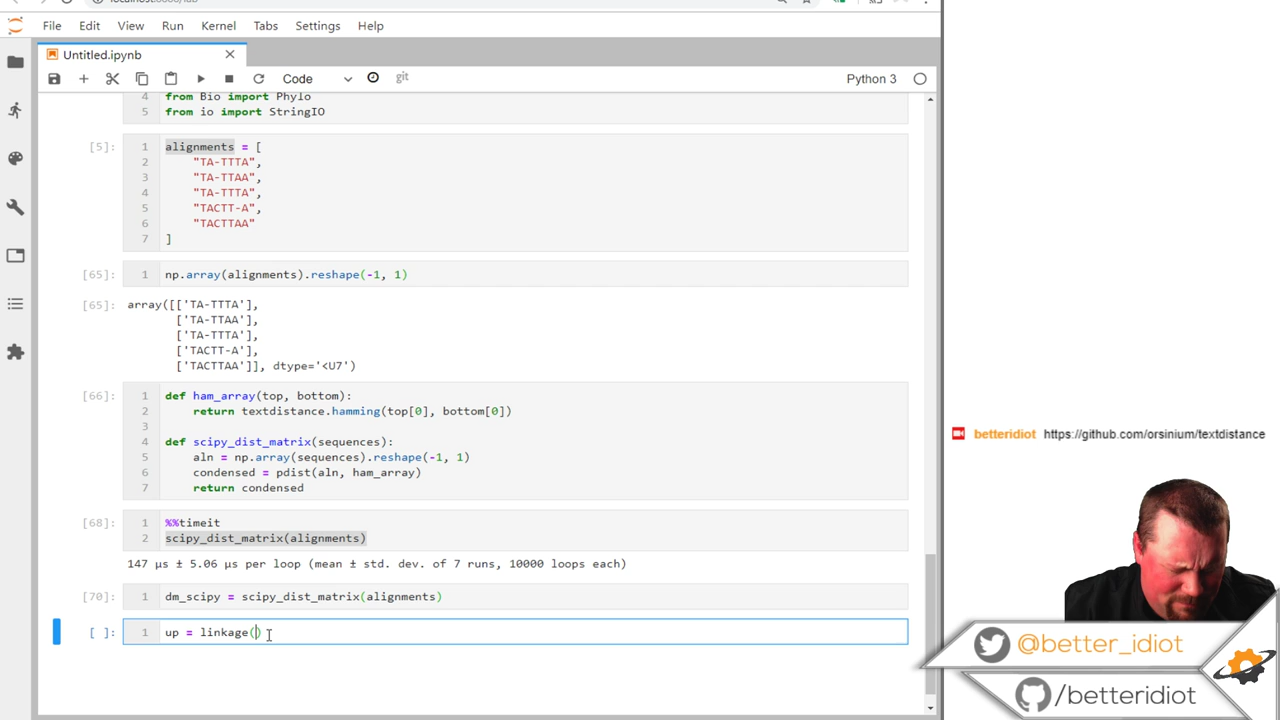 File Edit View Run Kernel Tabs Settings Help
Untitled.ipynb
Code git Python 3
4 from Bio import Phylo
5 from io import StringIO
[5]: 1 alignments = [
2 "TA-TTTA",
3 "TA-TTAA",
4 "TA-TTTA",
5 "TACTT-A",
6 "TACTTAA"
7 ]
[65]: 1 np.array(alignments).reshape(-1, 1)
[65]: array([['TA-TTTA'],
['TA-TTAA'],
['TA-TTTA'],
['TACTT-A'],
['TACTTAA']], dtype='<U7')
[66]: 1 def ham_array(top, bottom):
2 return textdistance.hamming(top[0], bottom[0])
3
4 def scipy_dist_matrix(sequences):
5 aln = np.array(sequences).reshape(-1, 1)
6 condensed = pdist(aln, ham_array)
7 return condensed
[68]: 1 %%timeit
2 scipy_dist_matrix(alignments)
147 µs ± 5.06 µs per loop (mean ± std. dev. of 7 runs, 10000 loops each)
[70]: 1 dm_scipy = scipy_dist_matrix(alignments)
[ ]: 1 up = linkage()
betteridiot https://github.com/orsinium/textdistance
@better_idiot
/betteridiot